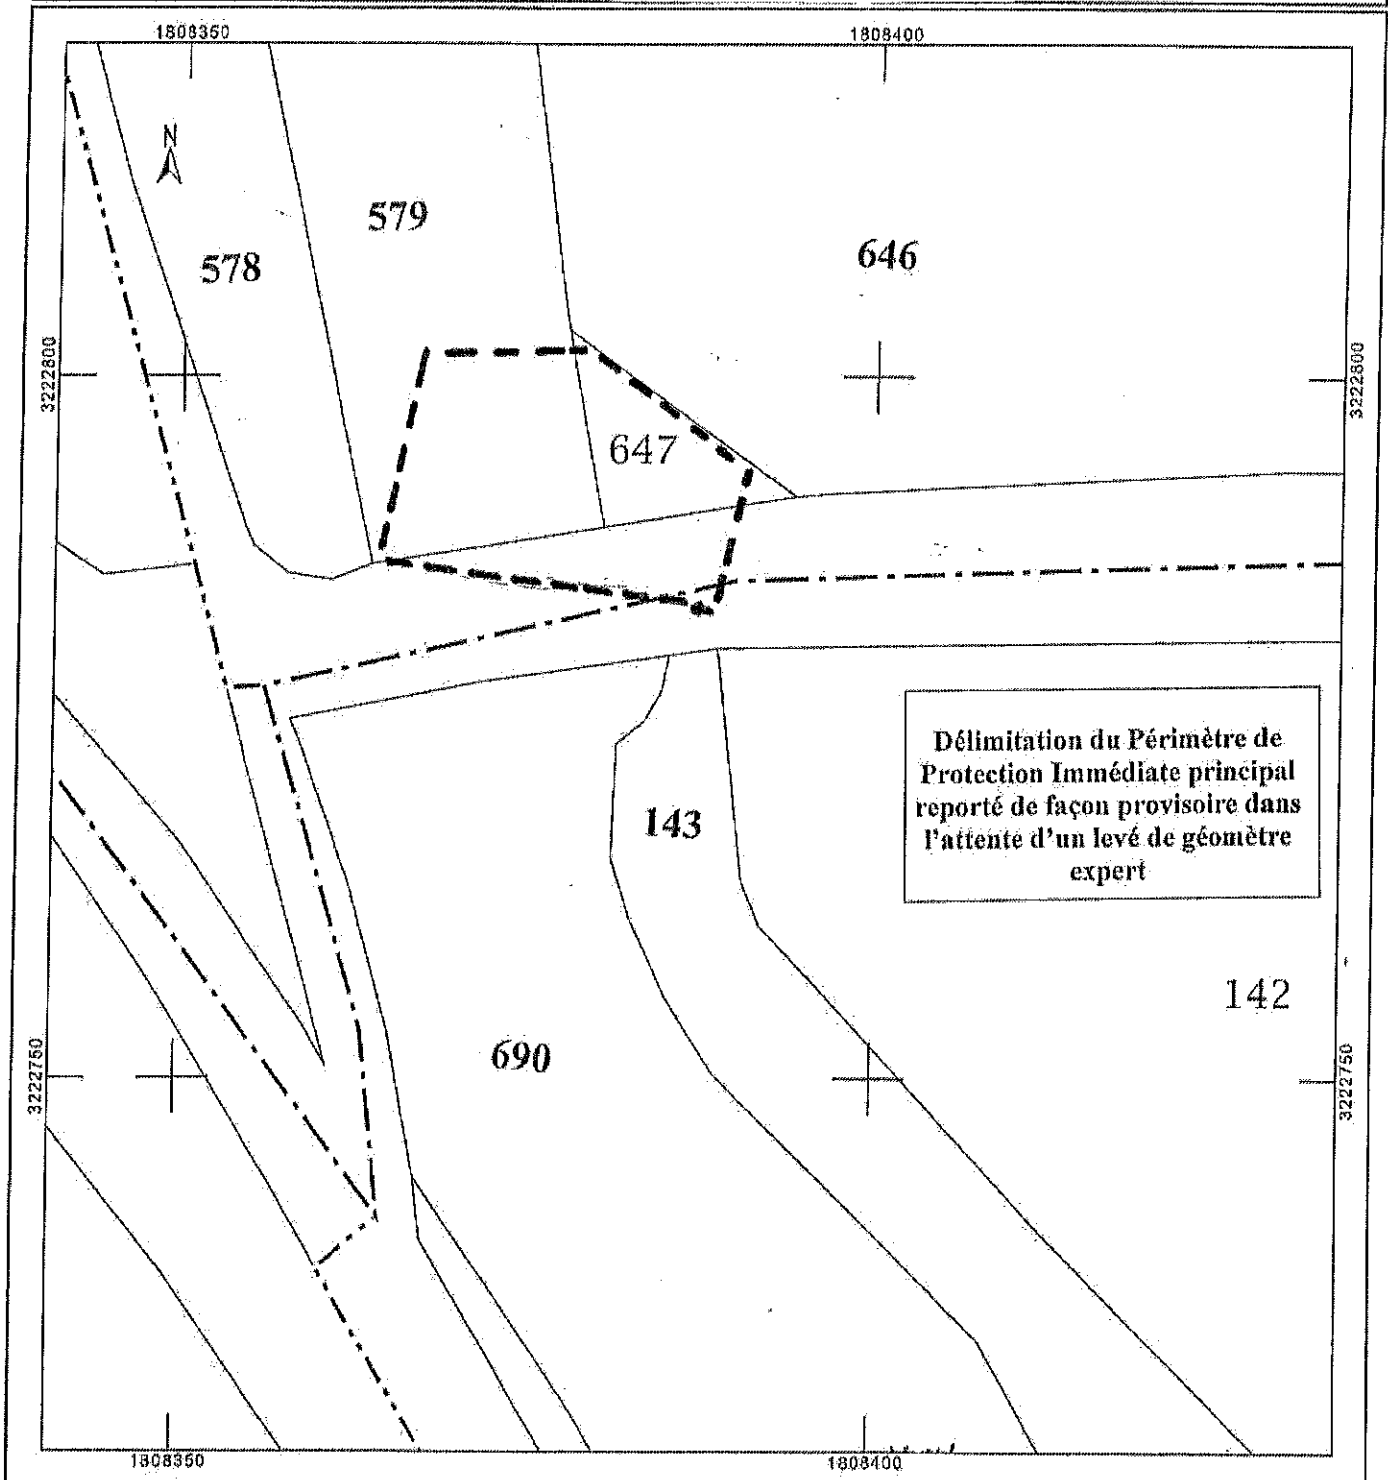 1808350
1808400
N
579
646
578
3222800
3222800
647
Délimitation du Périmètre de
Protection Immédiate principal
reporté de façon provisoire dans
l'attente d'un levé de géomètre
expert
143
142
690
3222750
3222750
1808350
1808400